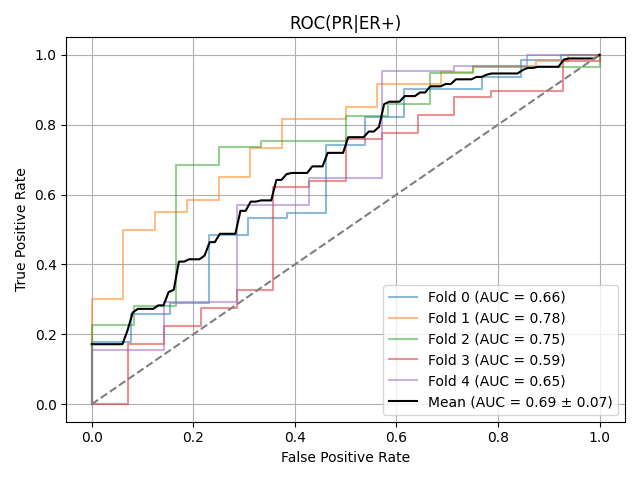 ROC(PR|ER+)
True Positive Rate
1.0
0.8
0.6
0.4
0.2
0.0
Fold 0 (AUC = 0.66)
Fold 1 (AUC = 0.78)
Fold 2 (AUC = 0.75)
Fold 3 (AUC = 0.59)
Fold 4 (AUC = 0.65)
Mean (AUC = 0.69 ± 0.07)
0.0 0.2 0.4 0.6 0.8 1.0
False Positive Rate